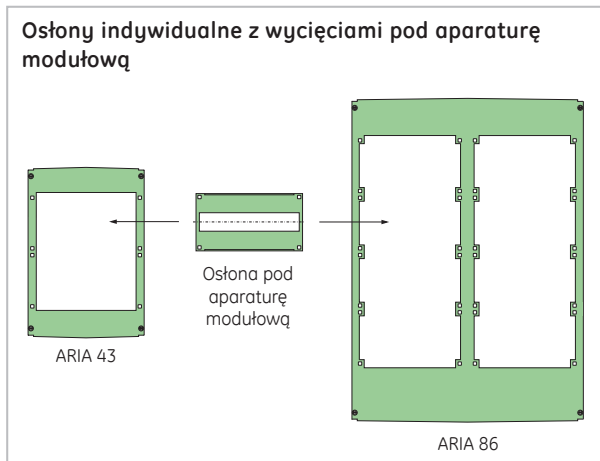 Osłony indywidualne z wycięciami pod aparaturę
modułową
Osłona pod
aparaturę
modułową
ARIA 43
ARIA 86